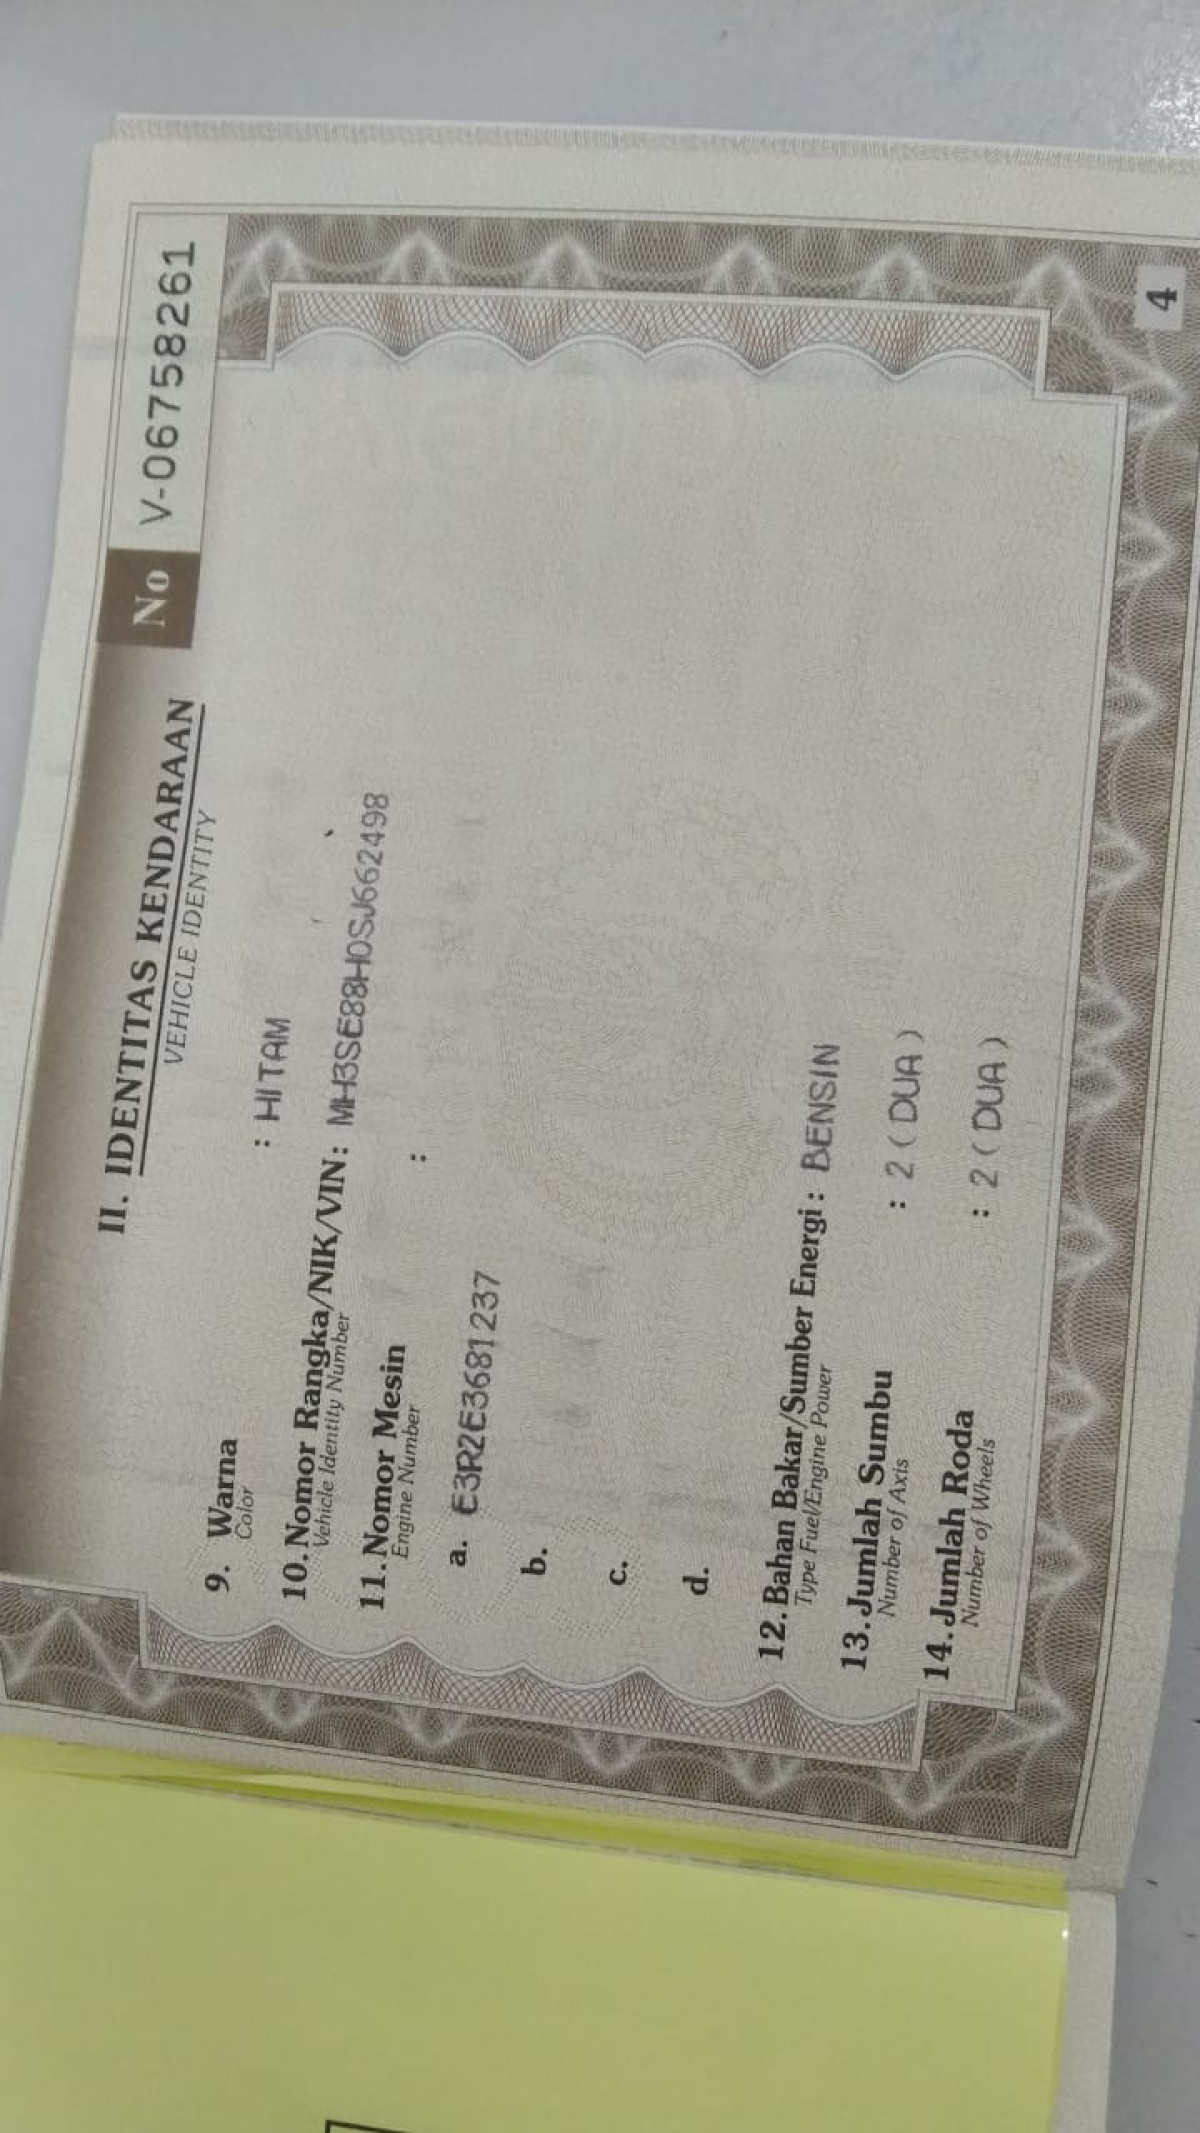 No V-06758261
II. IDENTITAS KENDARAAN
VEHICLE IDENTITY
9. Warna : HITAM
Color
10. Nomor Rangka/NIK/VIN : MH3SE88H0SJ662498
Vehicle Identity Number
11. Nomor Mesin :
Engine Number
a. E3R2E3681237
b.
c.
d.
12. Bahan Bakar/Sumber Energi : BENSIN
Type Fuel/Engine Power
13. Jumlah Sumbu : 2 ( DUA )
Number of Axis
14. Jumlah Roda : 2 ( DUA )
Number of Wheels
4